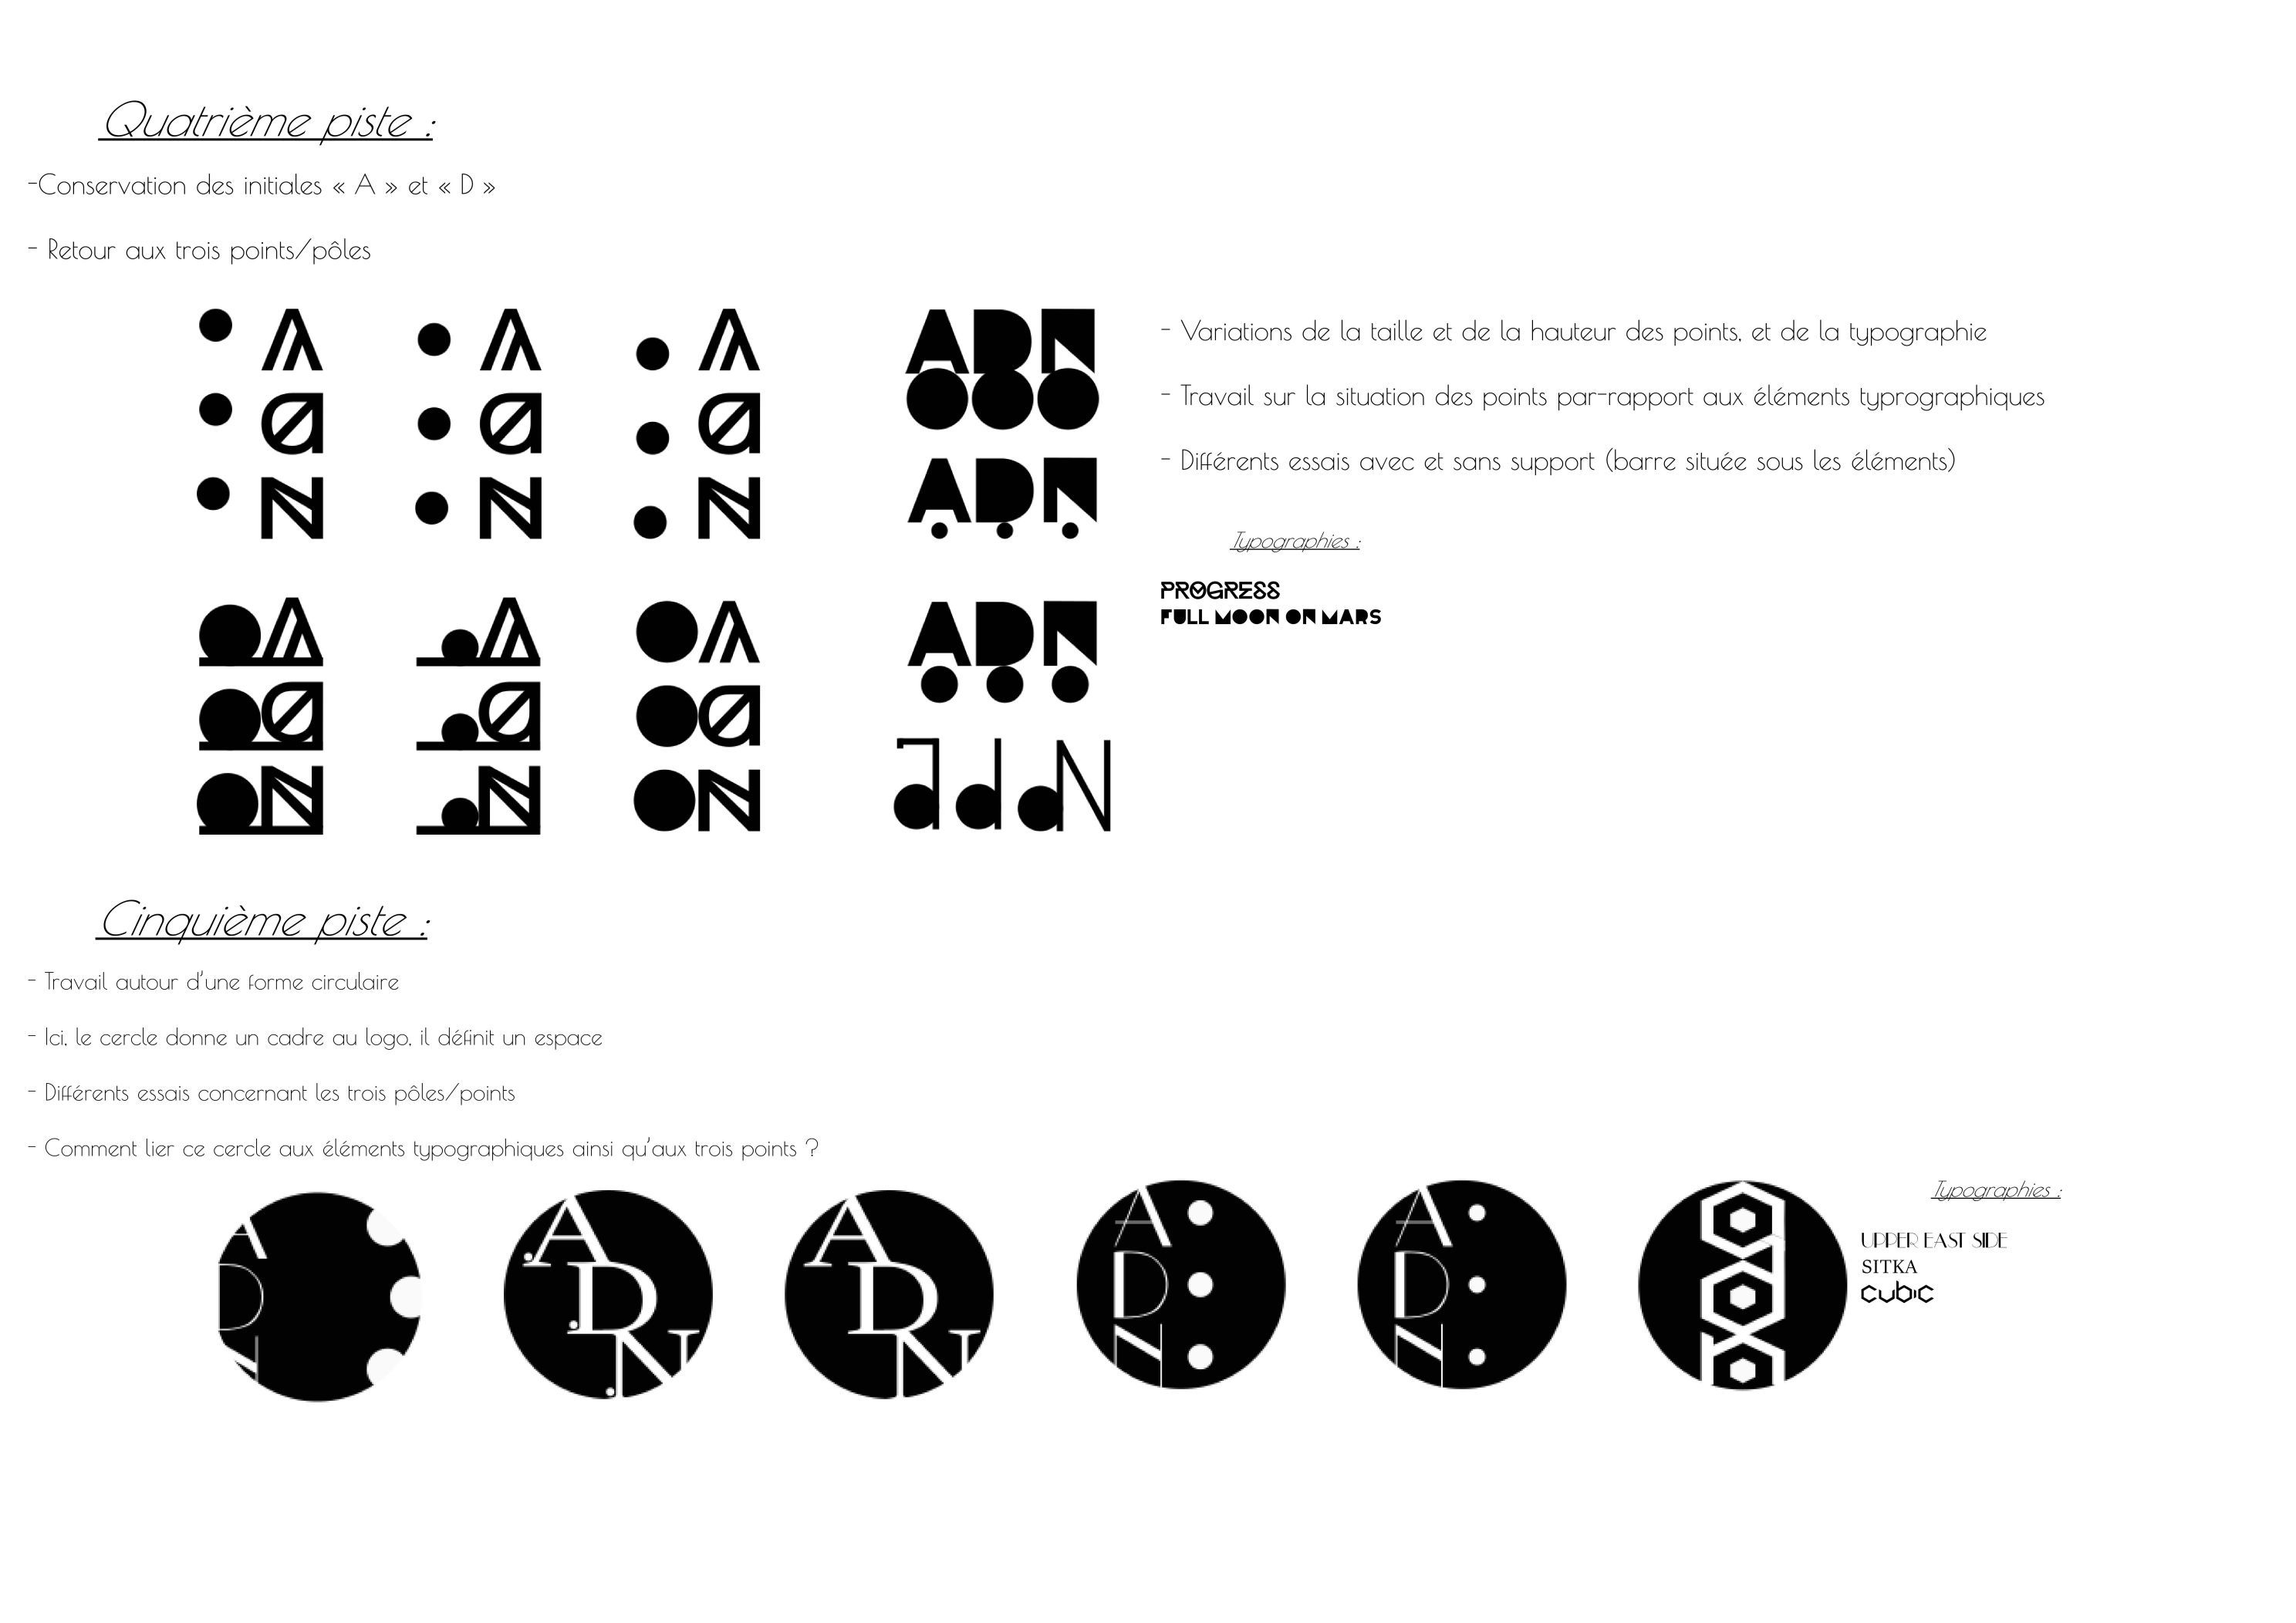 Quatrième piste :
-Conservation des initiales « A » et « D »
- Retour aux trois points/pôles
A
D
N
A
D
N
A
D
N
ADN
ADN
A
D
N
A
D
N
A
D
N
ADN
adN
- Variations de la taille et de la hauteur des points, et de la typographie
- Travail sur la situation des points par-rapport aux éléments typrographiques
- Différents essais avec et sans support (barre située sous les éléments)
Typographies :
PROGRESS
FULL MOON ON MARS
Cinquième piste :
- Travail autour d'une forme circulaire
- Ici, le cercle donne un cadre au logo, il définit un espace
- Différents essais concernant les trois pôles/points
- Comment lier ce cercle aux éléments typographiques ainsi qu'aux trois points ?
A
D
N
A
D
N
A
D
N
A
D
N
A
D
N
a
d
n
Typographies :
UPPER EAST SIDE
SITKA
cubic